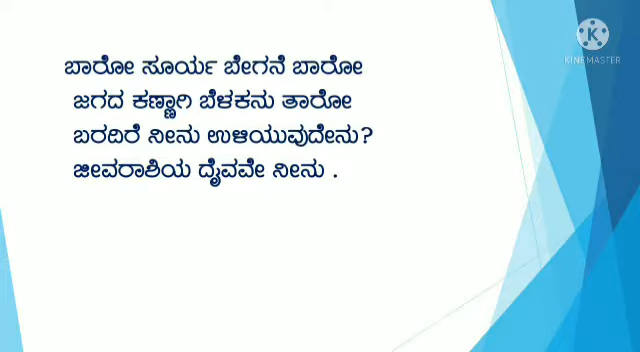 ಬಾರೋ ಸೂರ್ಯ ಬೇಗನೆ ಬಾರೋ
ಜಗದ ಕಣ್ಣಾಗಿ ಬೆಳಕನು ತಾರೋ
ಬರದಿರೆ ನೀನು ಉಳಿಯುವುದೇನು?
ಜೀವರಾಶಿಯ ದೈವವೇ ನೀನು .
K
KINEMASTER